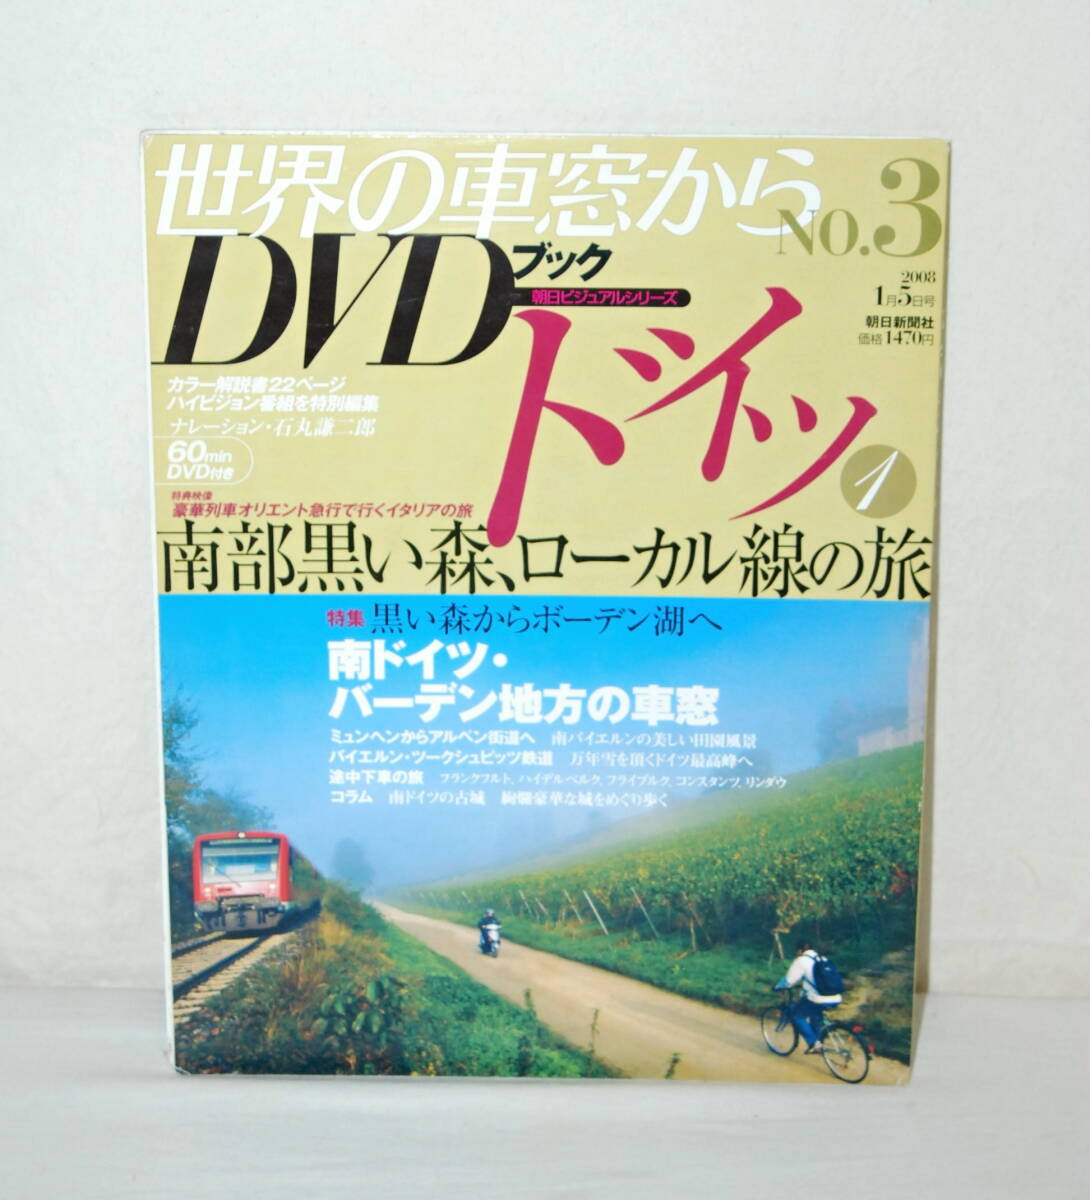 世界の車窓から
NO.3
DVDブック
朝日ビジュアルシリーズ
2008
1月5日号
朝日新聞社
価格1470円
ドイツ
1
カラー解説書22ページ
ハイビジョン番組を特別編集
ナレーション・石丸謙二郎
60min
DVD付き
特典映像
豪華列車オリエント急行で行くイタリアの旅
南部黒い森、ローカル線の旅
特集 黒い森からボーデン湖へ
南ドイツ・
バーデン地方の車窓
ミュンヘンからアルペン街道へ 南バイエルンの美しい田園風景
バイエルン・ツークシュピッツ鉄道 万年雪を頂くドイツ最高峰へ
途中下車の旅 フランクフルト、ハイデルベルク、フライブルク、コンスタンツ、リンダウ
コラム 南ドイツの古城 絢爛豪華な城をめぐり歩く